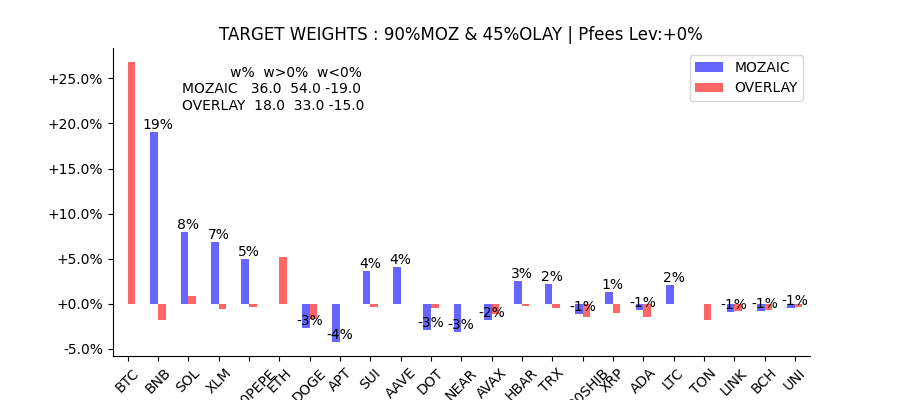 TARGET WEIGHTS : 90%MOZ & 45%OLAY | Pfees Lev:+0%
w% w>0% w<0%
MOZAIC 36.0 54.0 -19.0
OVERLAY 18.0 33.0 -15.0
MOZAIC
OVERLAY
+25.0%
+20.0%
+15.0%
+10.0%
+5.0%
+0.0%
-5.0%
19%
8%
7%
5%
-3%
-4%
4%
4%
-3%
-3%
-2%
3%
2%
-1%
1%
-1%
2%
-1%
-1%
-1%
BTC
BNB
SOL
XLM
0PEPE
ETH
DOGE
APT
SUI
AAVE
DOT
NEAR
AVAX
HBAR
TRX
0SHIB
XRP
ADA
LTC
TON
LINK
BCH
UNI